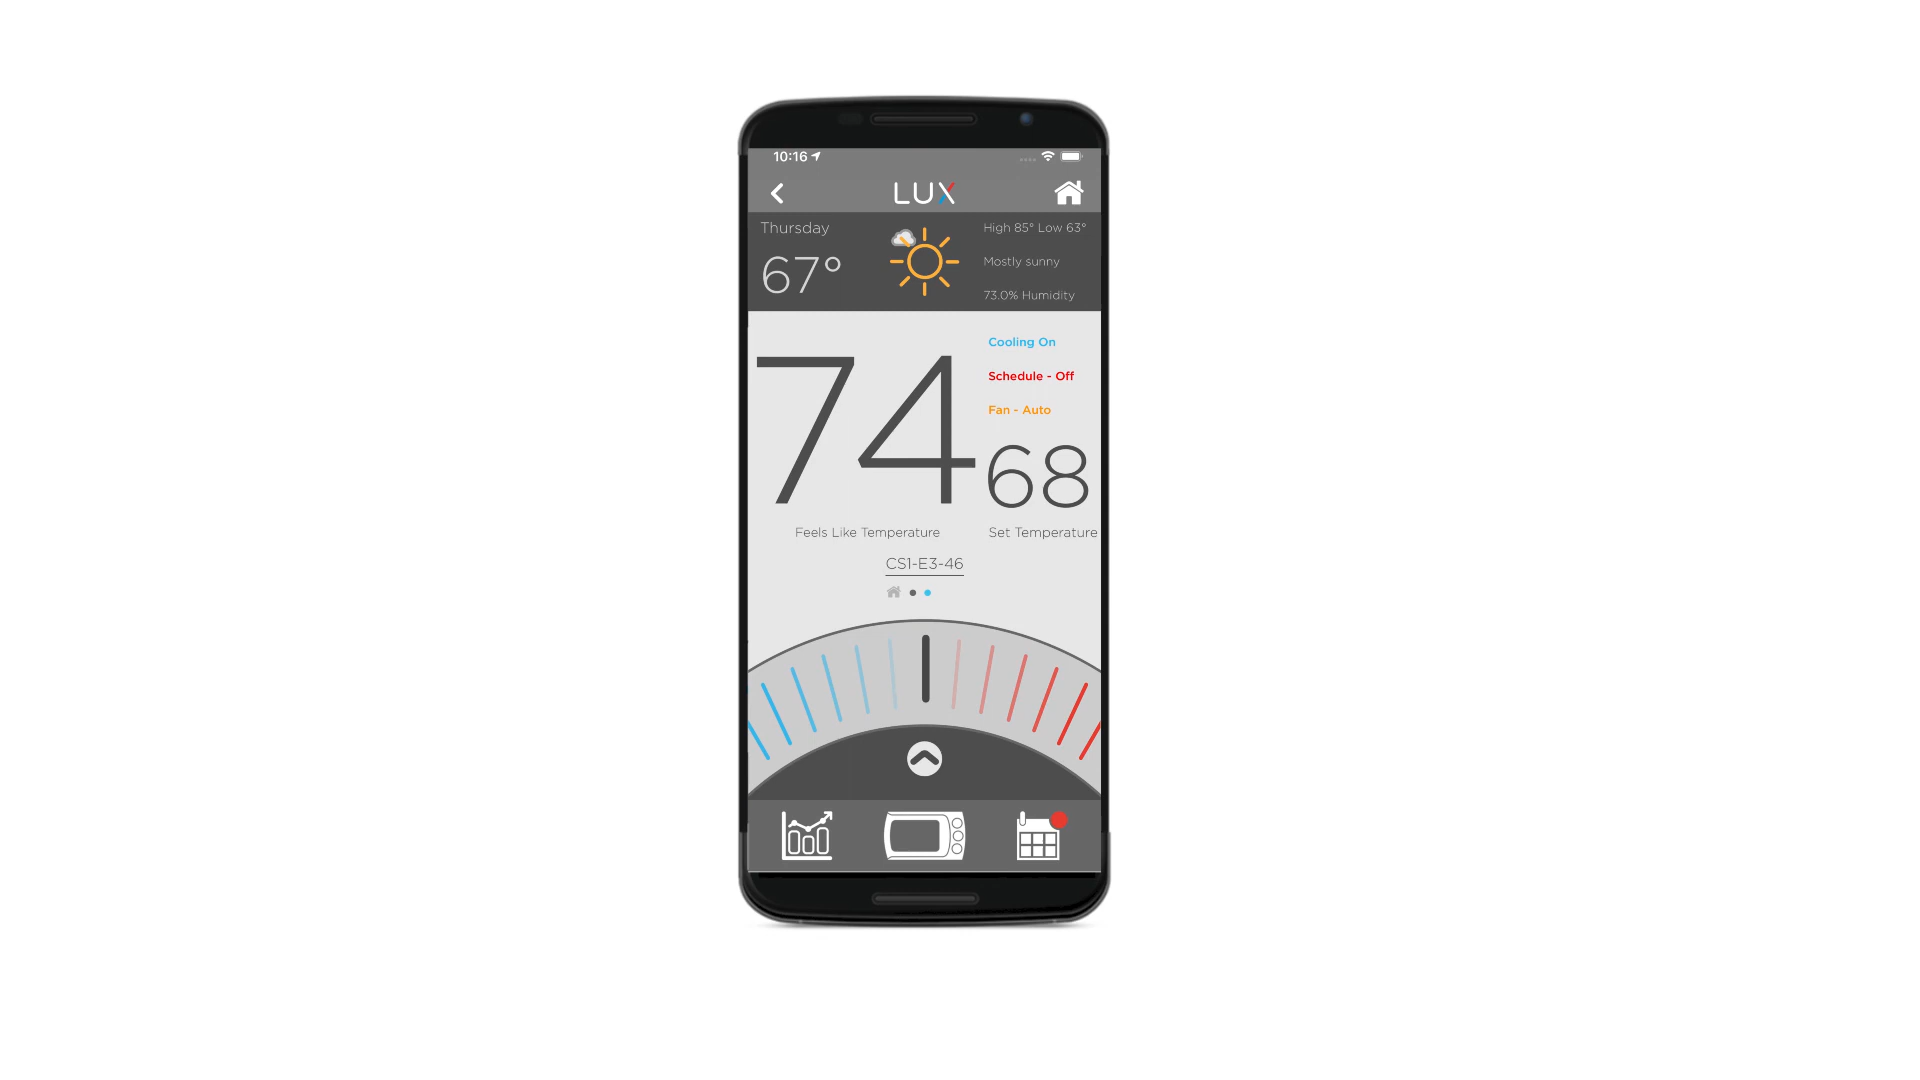 10:16
LUX
Thursday
67°
High 85° Low 63°
Mostly sunny
73.0% Humidity
74
Cooling On
Schedule - Off
Fan - Auto
68
Feels Like Temperature
Set Temperature
CS1-E3-46